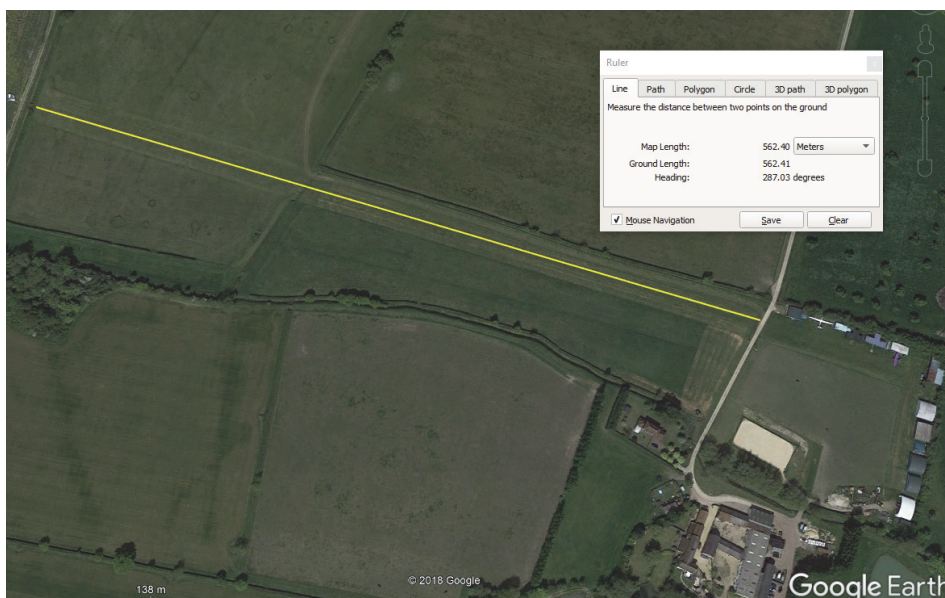 Ruler
Line Path Polygon Circle 3D path 3D polygon
Measure the distance between two points on the ground
Map Length: 562.40 Meters
Ground Length: 562.41
Heading: 287.03 degrees
Mouse Navigation Save Clear
138 m
© 2018 Google
Google Earth